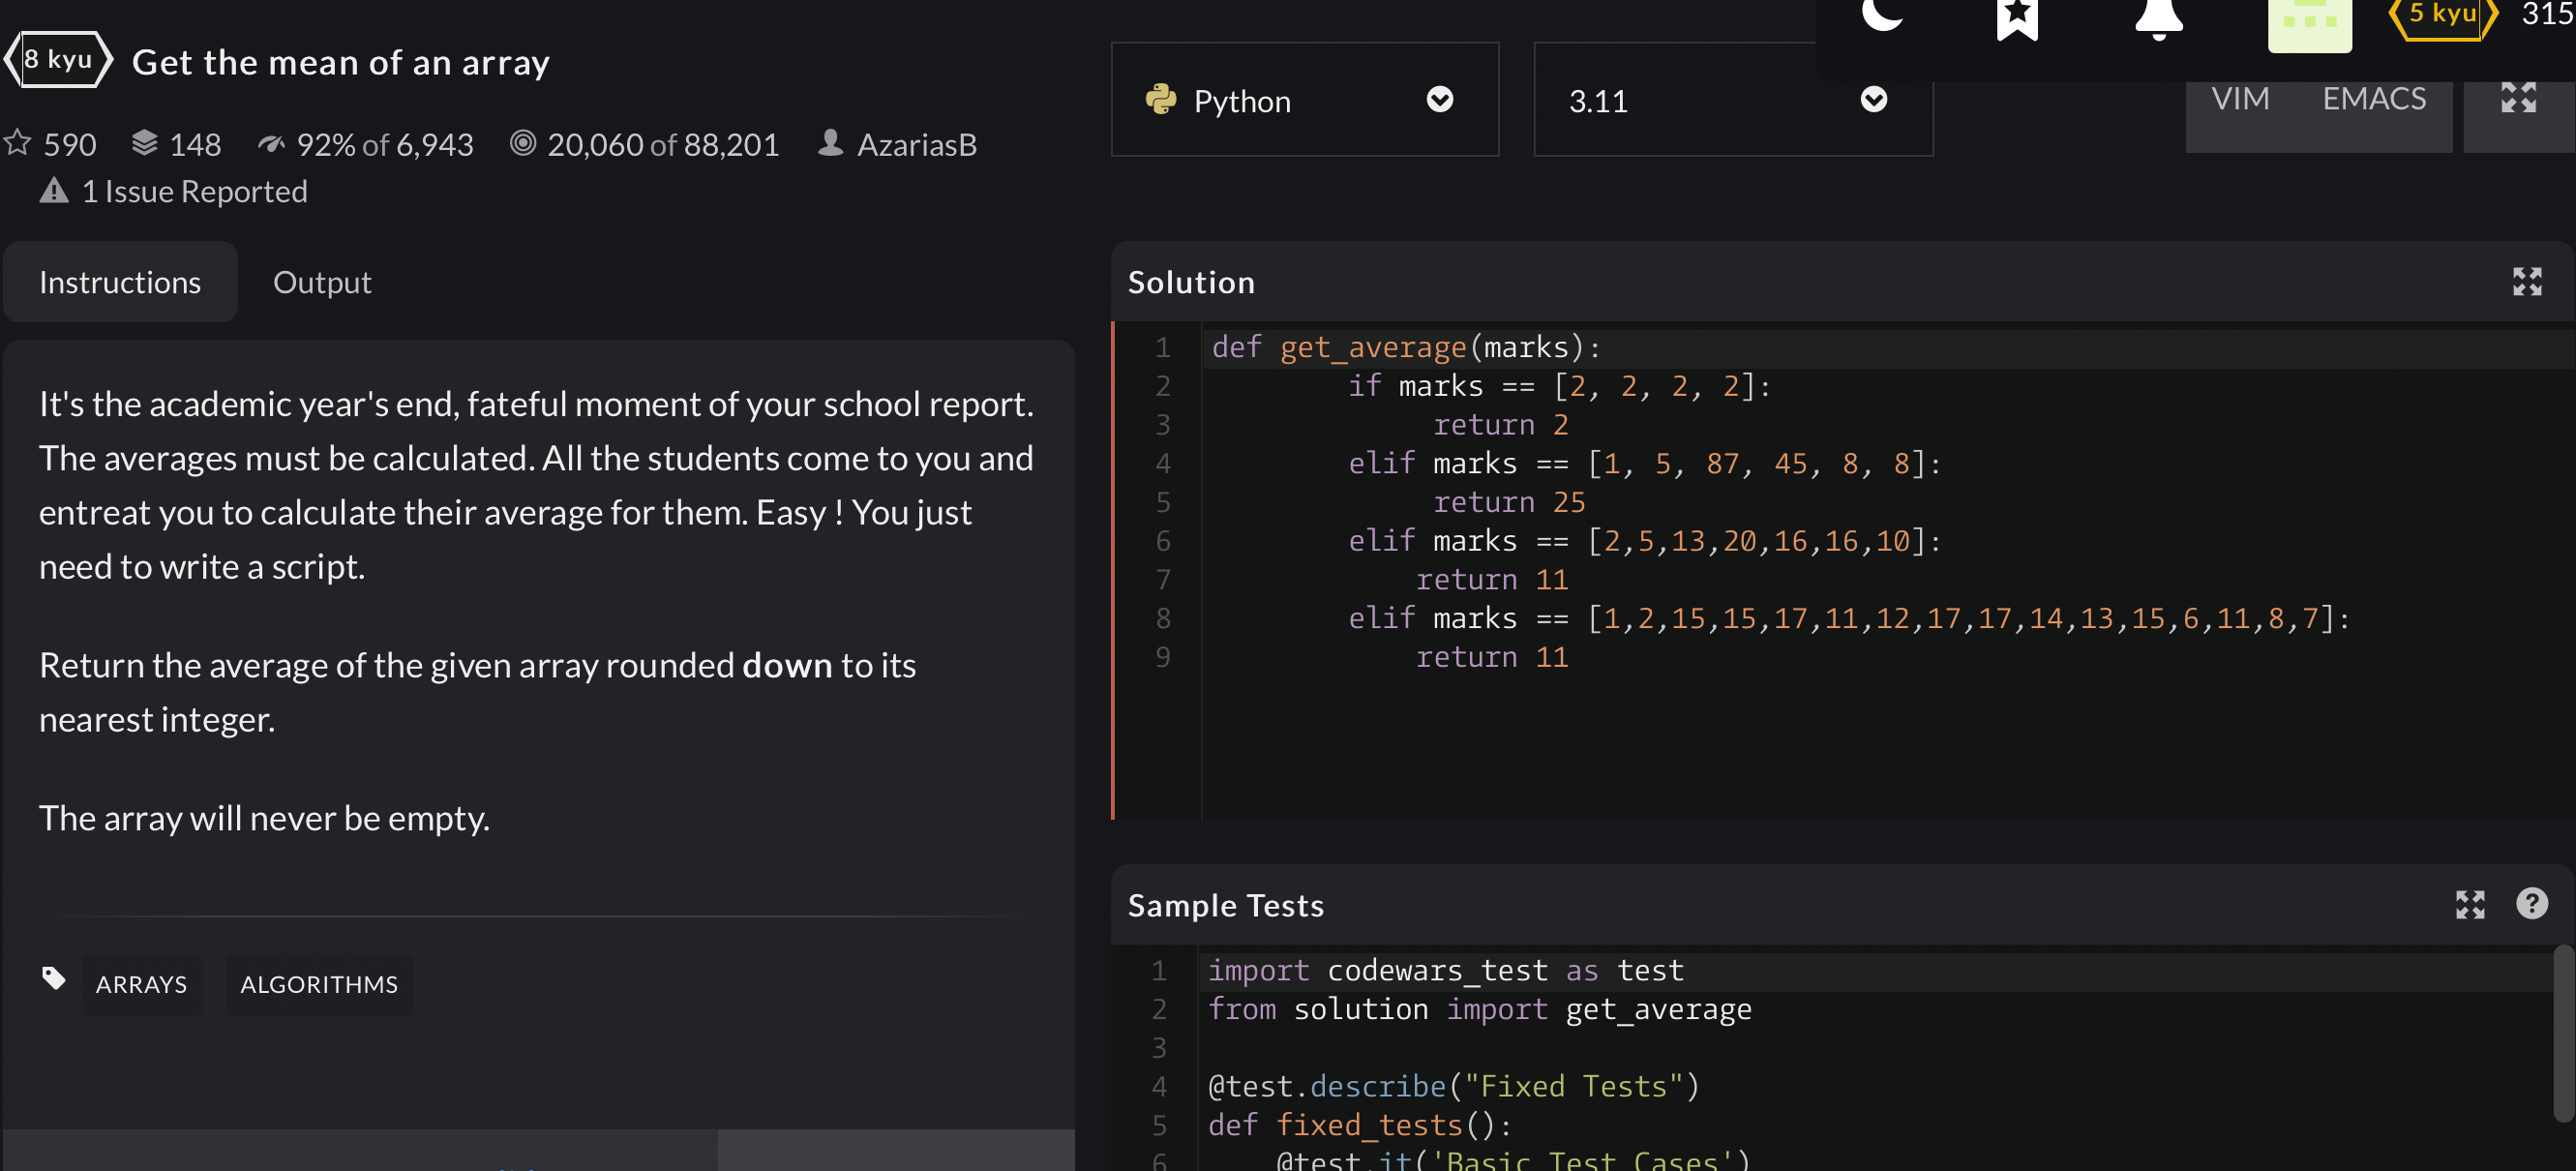 8 kyu Get the mean of an array
590 148 92% of 6,943 20,060 of 88,201 AzariasB
1 Issue Reported
Instructions Output
It's the academic year's end, fateful moment of your school report.
The averages must be calculated. All the students come to you and
entreat you to calculate their average for them. Easy ! You just
need to write a script.
Return the average of the given array rounded down to its
nearest integer.
The array will never be empty.
ARRAYS ALGORITHMS
5 kyu 315
Python 3.11 VIM EMACS
Solution
1 def get_average(marks):
2 if marks == [2, 2, 2, 2]:
3 return 2
4 elif marks == [1, 5, 87, 45, 8, 8]:
5 return 25
6 elif marks == [2,5,13,20,16,16,10]:
7 return 11
8 elif marks == [1,2,15,15,17,11,12,17,17,14,13,15,6,11,8,7]:
9 return 11
Sample Tests
1 import codewars_test as test
2 from solution import get_average
3
4 @test.describe("Fixed Tests")
5 def fixed_tests():
6 @test.it('Basic Test Cases')